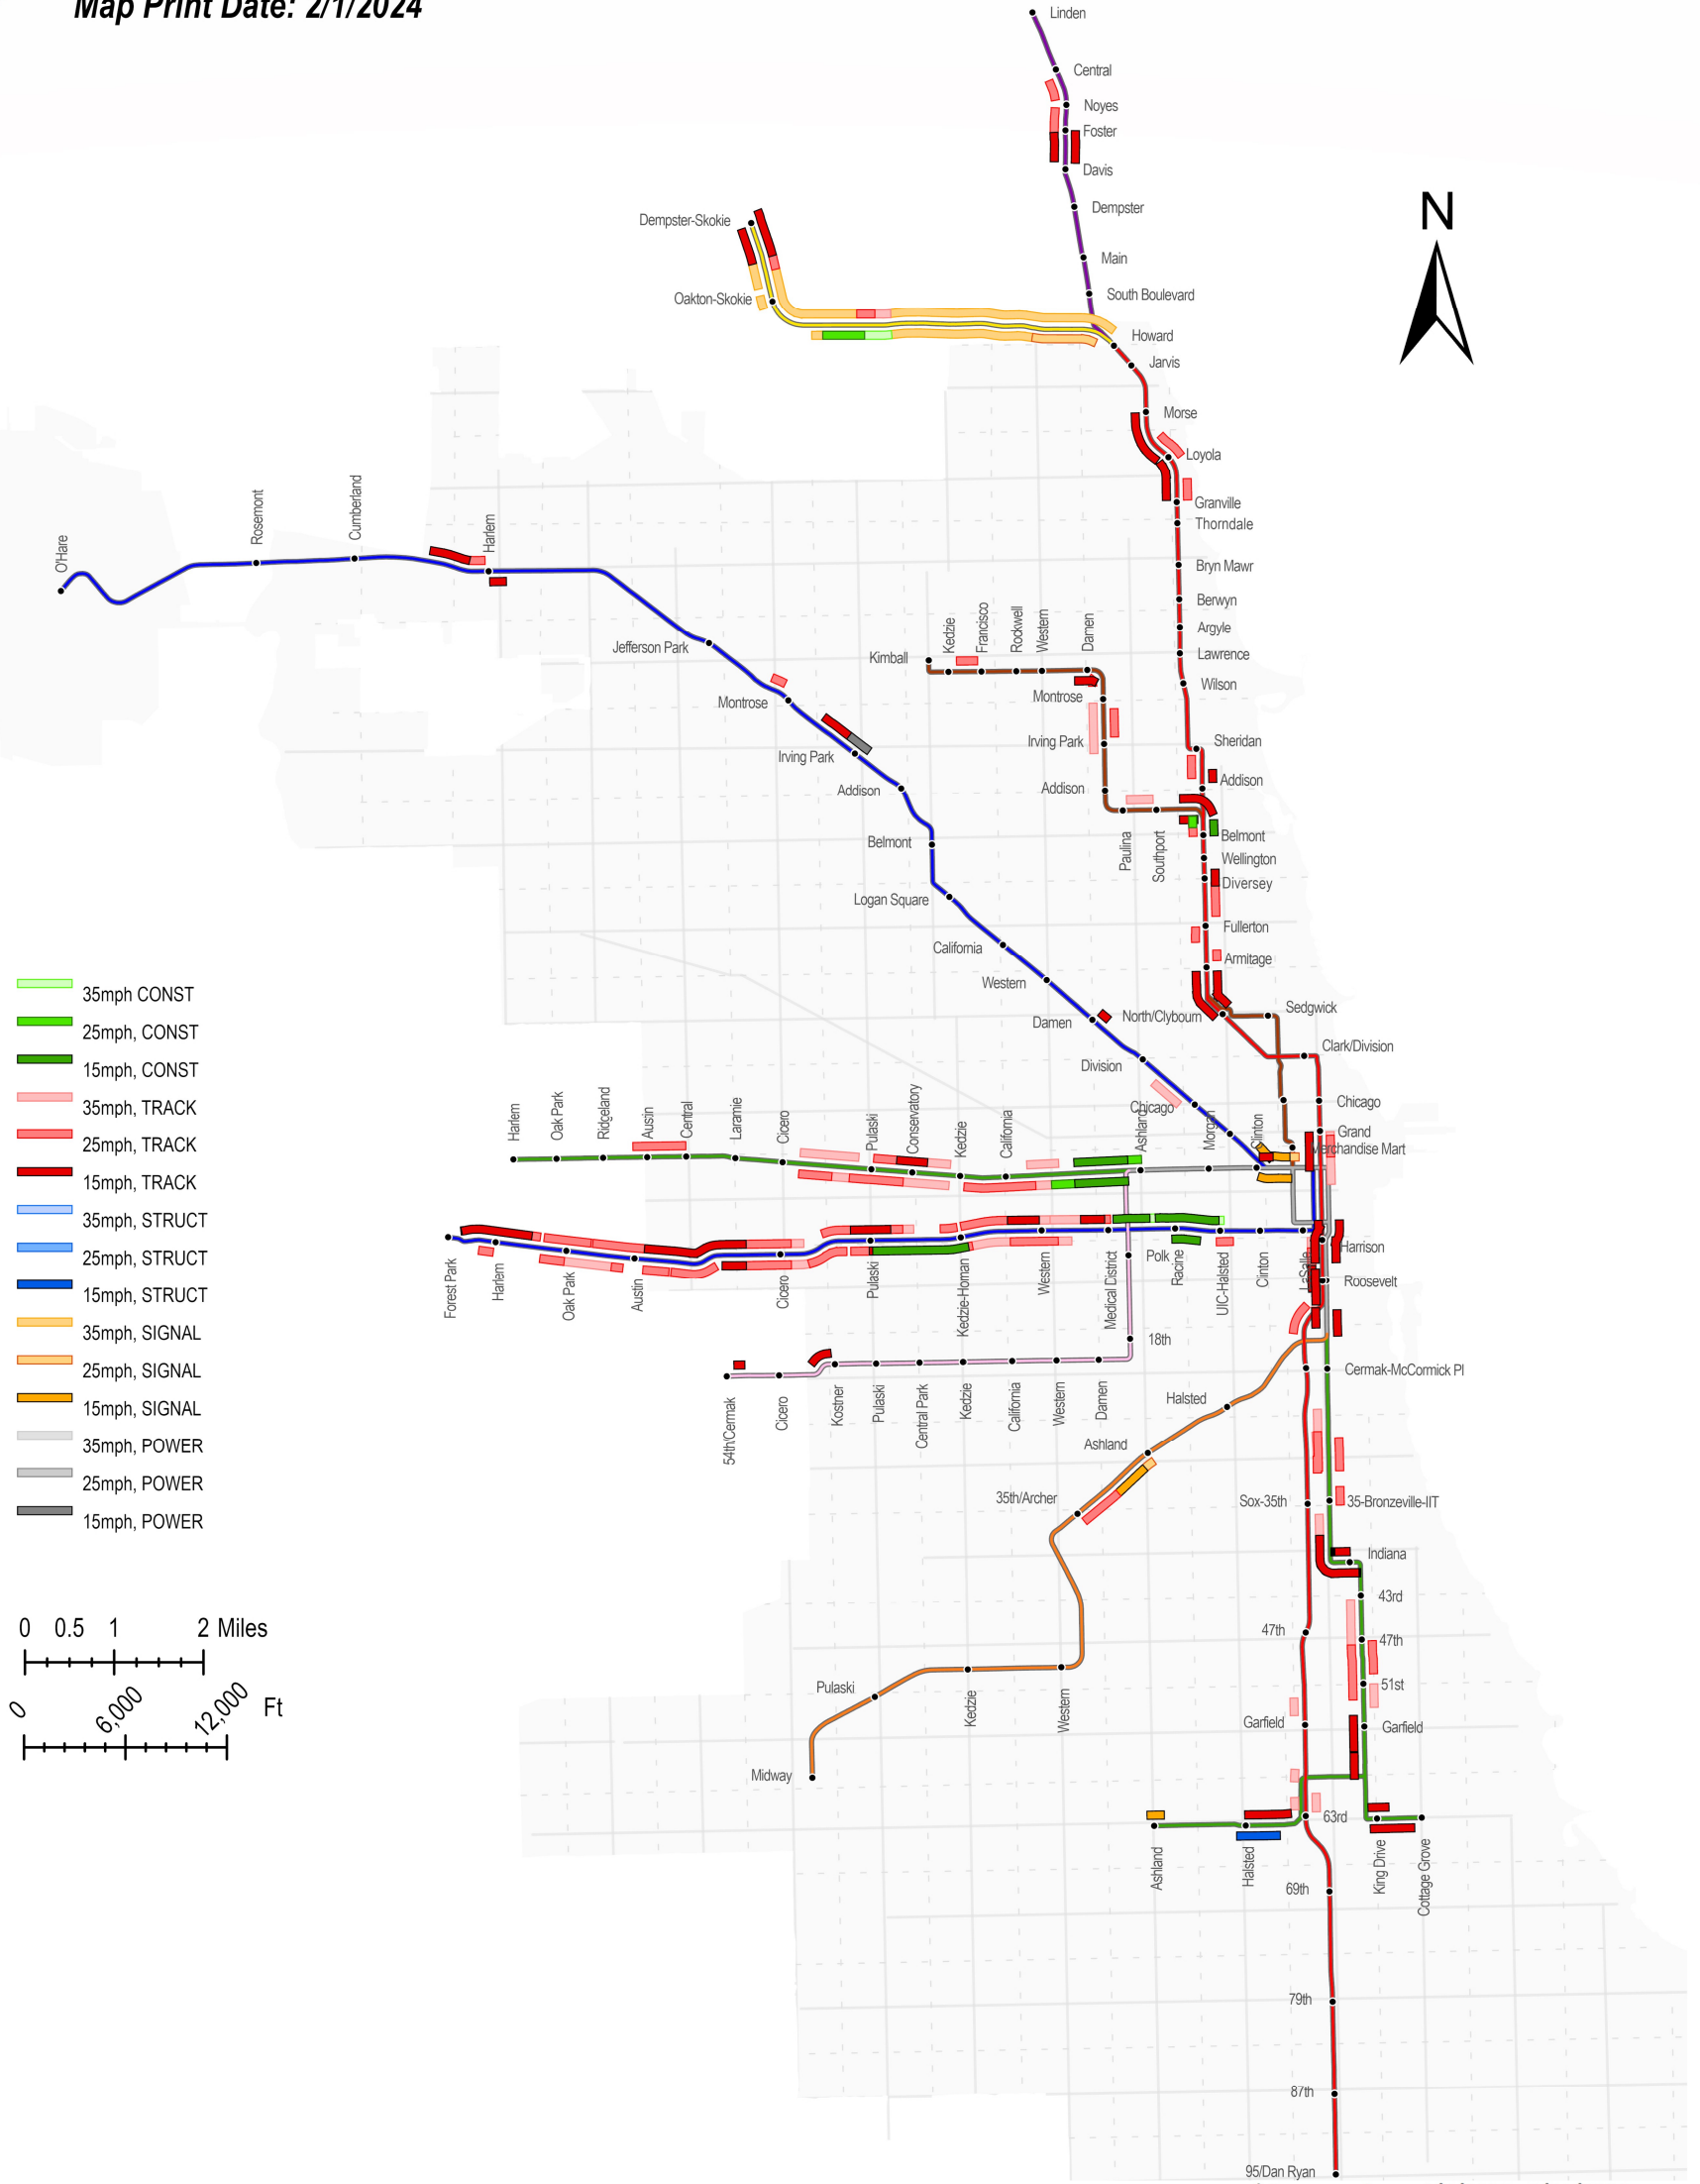 Map Print Date: 2/1/2024
Linden
Central
Noyes
Foster
Davis
Dempster
Main
South Boulevard
Dempster-Skokie
Oakton-Skokie
N
Howard
Jarvis
Morse
Loyola
Granville
Thorndale
Bryn Mawr
Berwyn
Argyle
Lawrence
Wilson
Sheridan
Addison
Belmont
Wellington
Diversey
Fullerton
Armitage
North/Clybourn
Sedgwick
Clark/Division
Chicago
Grand
Merchandise Mart
O'Hare
Rosemont
Cumberland
Harlem
Jefferson Park
Montrose
Irving Park
Addison
Belmont
Logan Square
California
Western
Damen
Division
Chicago
Kimball
Kedzie
Francisco
Rockwell
Western
Damen
Montrose
Irving Park
Addison
Paulina
Southport
Harlem
Oak Park
Ridgeland
Austin
Central
Laramie
Cicero
Pulaski
Conservatory
Kedzie
California
Ashland
Morgan
Clinton
Forest Park
Harlem
Oak Park
Austin
Cicero
Pulaski
Kedzie-Homan
Western
Medical District
Polk
Racine
UIC-Halsted
Clinton
LaSalle
Harrison
Roosevelt
18th
54th/Cermak
Cicero
Kostner
Pulaski
Central Park
Kedzie
California
Western
Damen
Halsted
Ashland
35th/Archer
Cermak-McCormick Pl
Sox-35th
35-Bronzeville-IIT
Indiana
43rd
47th
47th
51st
Garfield
Garfield
Pulaski
Kedzie
Western
Midway
63rd
Ashland
Halsted
King Drive
Cottage Grove
69th
79th
87th
95/Dan Ryan
35mph CONST
25mph, CONST
15mph, CONST
35mph, TRACK
25mph, TRACK
15mph, TRACK
35mph, STRUCT
25mph, STRUCT
15mph, STRUCT
35mph, SIGNAL
25mph, SIGNAL
15mph, SIGNAL
35mph, POWER
25mph, POWER
15mph, POWER
0 0.5 1 2 Miles
0 6,000 12,000 Ft